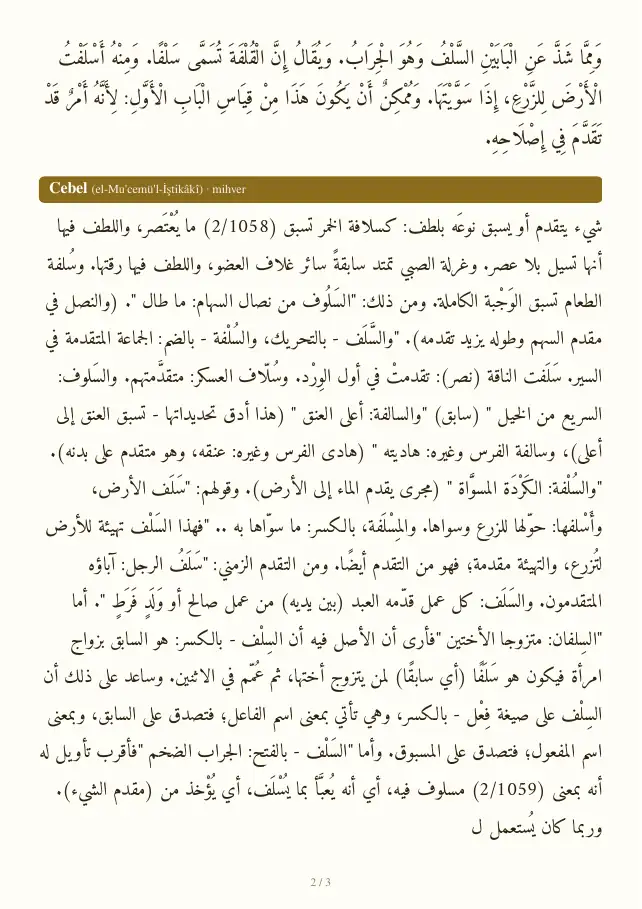 وَمِمَّا شَذَّ عَنِ الْبَابَيْنِ السَّلْفُ وَهُوَ الْجِرَابُ. وَيُقَالُ إِنَّ الْقُلْفَةَ تُسَمَّى سَلْفًا. وَمِنْهُ أَسْلَفْتُ
الْأَرْضَ لِلزَّرْعِ، إِذَا سَوَّيْتَهَا. وَمُمْكِنٌ أَنْ يَكُونَ هَذَا مِنْ قِيَاسِ الْبَابِ الْأَوَّلِ: لِأَنَّهُ أَمْرٌ قَدْ
تَقَدَّمَ فِي إِصْلَاحِهِ.
Cebel (el-Mu'cemü'l-İştikâkî) · mihver
شيء يتقدم أو يسبق نوعَه بلطف: كسلافة الخمر تسبق (2/1058) ما يُعْتَصر، واللطف فيها
أنها تسيل بلا عصر. وغرلة الصبي تمتد سابقةً سائر غلاف العضو، واللطف فيها رقتها. وسُلفة
الطعام تسبق الوَجْبة الكاملة. ومن ذلك: "السَلُوف من نصال السهام: ما طال ". (والنصل في
مقدم السهم وطوله يزيد تقدمه). "والسَّلَف - بالتحريك، والسُلْفة - بالضم: الجماعة المتقدمة في
السير. سَلَفت الناقة (نصر): تقدمتْ في أول الوِرْد. وسُلّاف العسكر: متقدَّمتهم. والسَلوف:
السريع من الخيل " (سابق) "والسالفة: أعلى العنق " (هذا أدق تحديداتها - تسبق العنق إلى
أعلى)، وسالفة الفرس وغيره: هاديته " (هادى الفرس وغيره: عنقه، وهو متقدم على بدنه).
"والسُلْفة: الكَرْدَة المسوَّاة " (مجرى يقدم الماء إلى الأرض). وقولهم: "سَلَف الأرض،
وأَسْلفها: حوّلها للزرع وسواها. والمِسْلَفة، بالكسر: ما سوّاها به .. "فهذا السَلْف تهيئة للأرض
لتُزرع، والتهيئة مقدمة؛ فهو من التقدم أيضًا. ومن التقدم الزمني: "سَلَفُ الرجل: آباؤه
المتقدمون. والسَلَف: كل عمل قدّمه العبد (بين يديه) من عمل صالح أو وَلَدٍ فَرَطٍ ". أما
"السِلفان: متزوجا الأختين "فأرى أن الأصل فيه أن السِلْف - بالكسر: هو السابق بزواج
امرأة فيكون هو سَلَفًا (أي سابقًا) لمن يتزوج أختها، ثم عُمّم في الاثنين. وساعد على ذلك أن
السِلْف على صيغة فِعْل - بالكسر، وهي تأتي بمعنى اسم الفاعل؛ فتصدق على السابق، وبمعنى
اسم المفعول؛ فتصدق على المسبوق. وأما "السَلْف - بالفتح: الجراب الضخم "فأقرب تأويل له
أنه بمعنى (2/1059) مسلوف فيه، أي أنه يُعبَّأ بما يُسْلَف، أي يُؤْخذ من (مقدم الشيء).
وربما كان يُستعمل ل
2 / 3